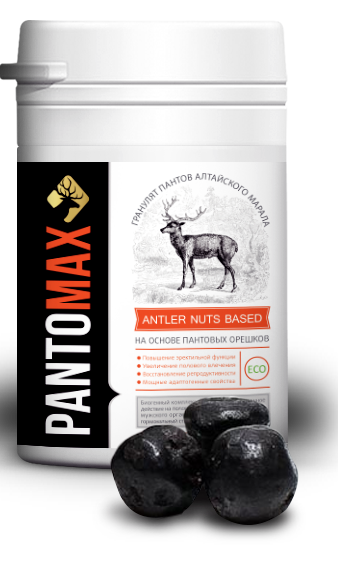 PANTOMAX
ГРАНУЛЯТ ПАНТОВ АЛТАЙСКОГО МАРАЛА
ANTLER NUTS BASED
НА ОСНОВЕ ПАНТОВЫХ ОРЕШКОВ
• Повышение эректильной функции
• Увеличение полового влечения
• Восстановление репродуктивности
• Мощные адаптогенные свойства
ECO